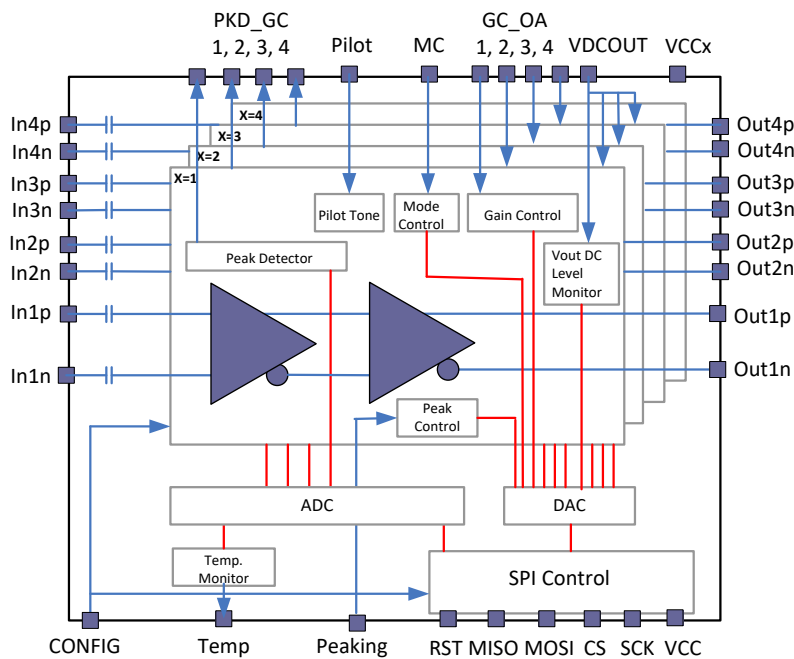 PKD_GC
1, 2, 3, 4
Pilot
MC
GC_OA
1, 2, 3, 4
VDCOUT
VCCx
In4p
In4n
In3p
In3n
In2p
In2n
In1p
In1n
Out4p
Out4n
Out3p
Out3n
Out2p
Out2n
Out1p
Out1n
X=4
X=3
X=2
X=1
Pilot Tone
Mode
Control
Gain Control
Peak Detector
Vout DC
Level
Monitor
Peak
Control
ADC
DAC
Temp.
Monitor
SPI Control
CONFIG
Temp
Peaking
RST
MISO
MOSI
CS
SCK
VCC